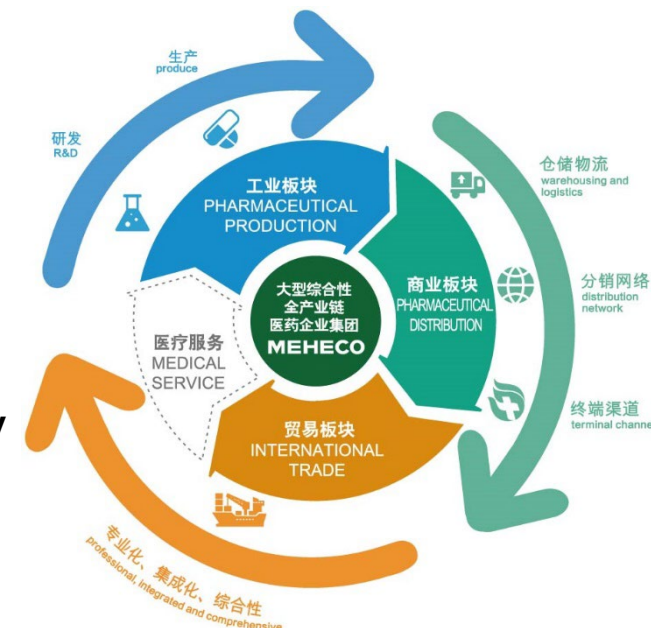 生产
produce
研发
R&D
工业板块
PHARMACEUTICAL
PRODUCTION
仓储物流
warehousing and
logistics
分销网络
distribution
network
终端渠道
terminal channe
商业板块
PHARMACEUTICAL
DISTRIBUTION
大型综合性
全产业链
医药企业集团
MEHECO
医疗服务
MEDICAL
SERVICE
贸易板块
INTERNATIONAL
TRADE
专业化、集成化、综合性
professional, integrated and comprehensive